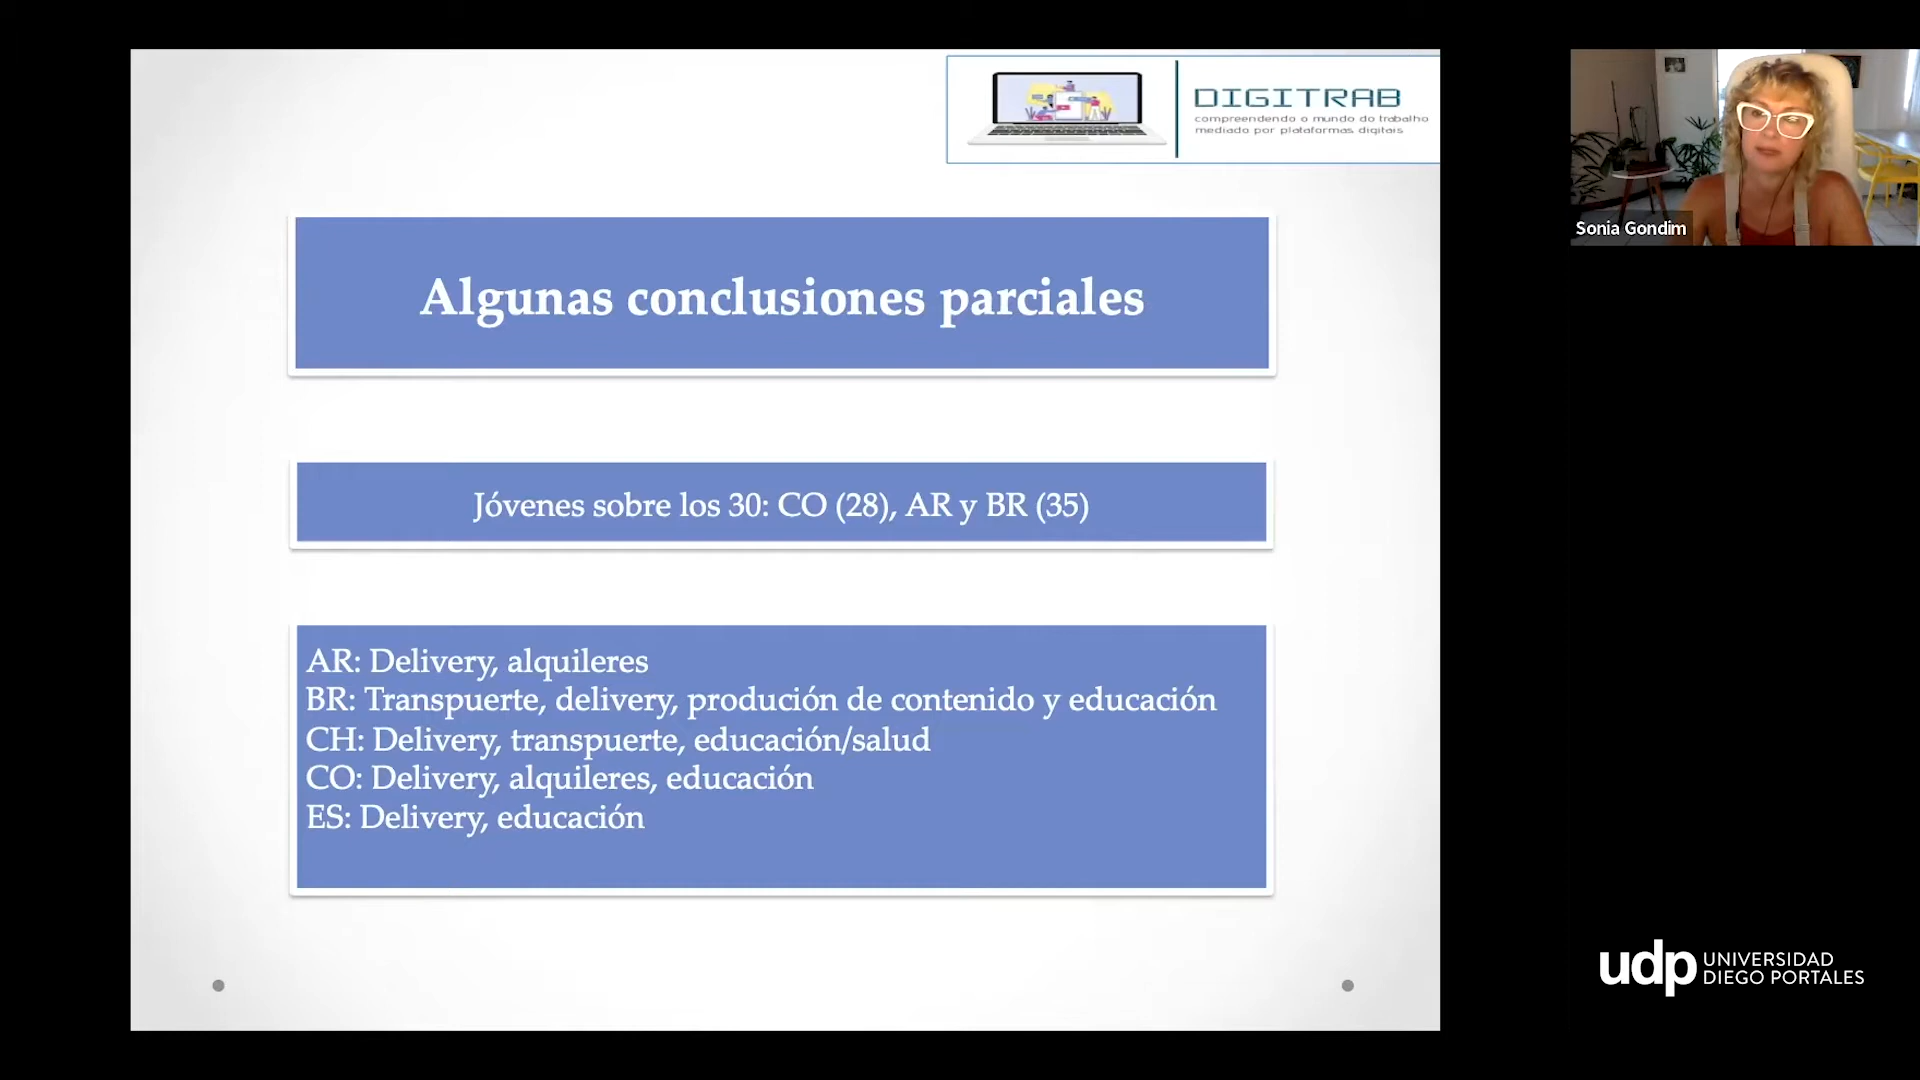 DIGITRAB
compreendendo o mundo do trabalho
mediado por plataformas digitais
Sonia Gondim
Algunas conclusiones parciales
Jóvenes sobre los 30: CO (28), AR y BR (35)
AR: Delivery, alquileres
BR: Transpuerte, delivery, produción de contenido y educación
CH: Delivery, transpuerte, educación/salud
CO: Delivery, alquileres, educación
ES: Delivery, educación
udp UNIVERSIDAD
DIEGO PORTALES